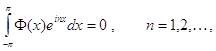 ∫_{-π}^{π} Φ(x)e^{inx}dx = 0 ,      n = 1,2,…,